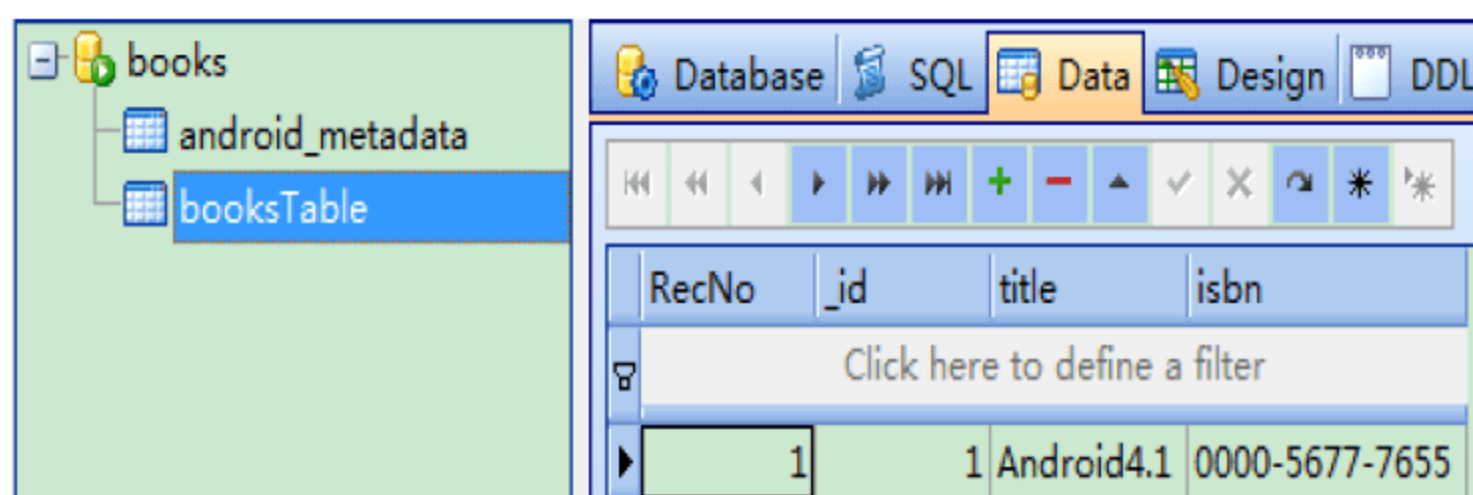 books
android_metadata
booksTable
Database SQL Data Design DDL
RecNo _id title isbn
Click here to define a filter
1 1 Android4.1 0000-5677-7655